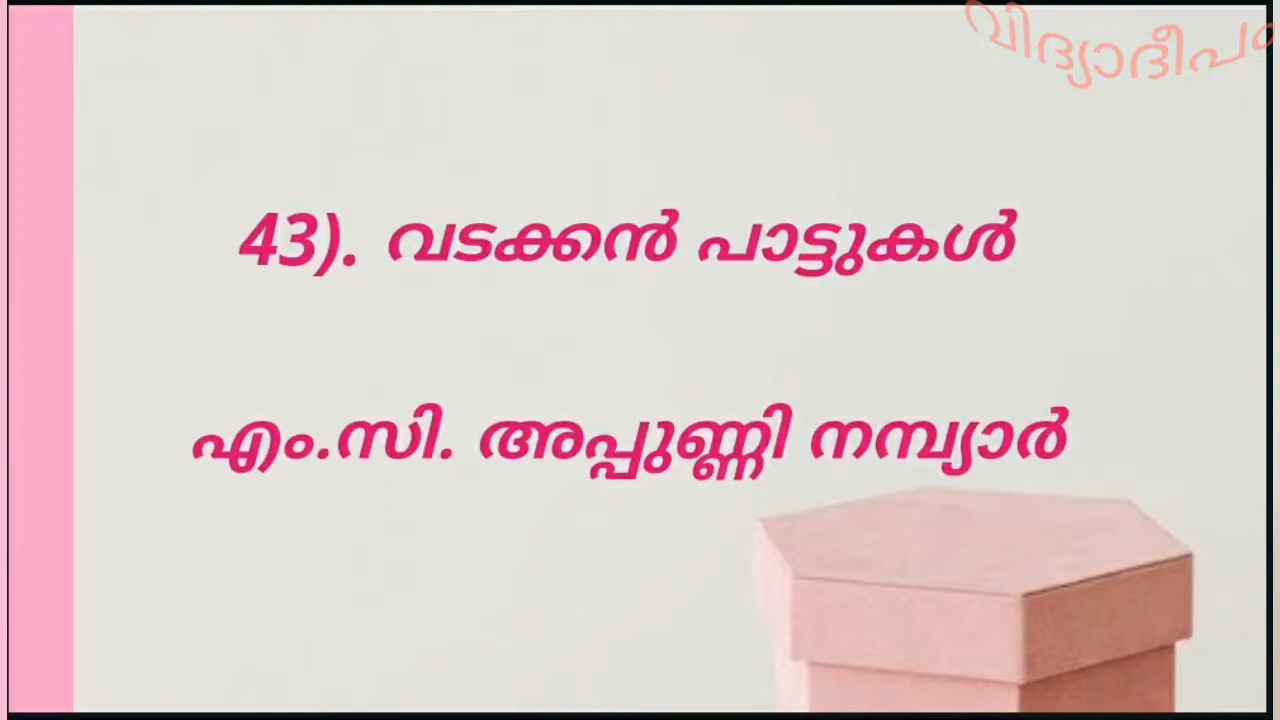 വിദ്യാദീപം
43). വടക്കൻ പാട്ടുകൾ
എം.സി. അപ്പുണ്ണി നമ്പ്യാർ